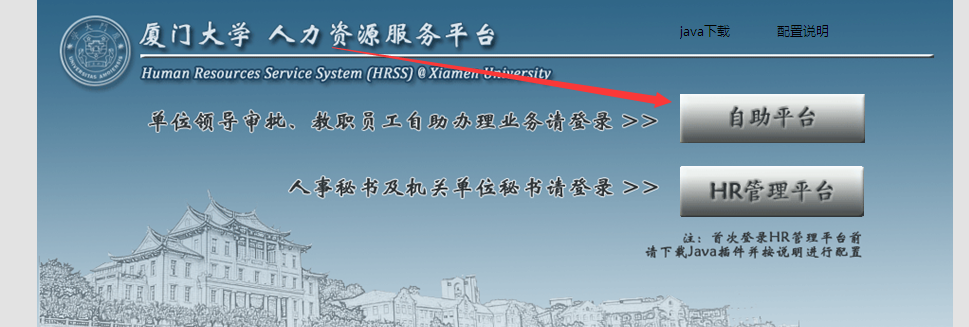 厦门大学 人力资源服务平台
java下载 配置说明
Human Resources Service System (HRSS) @ Xiamen University
单位领导审批、教职员工自助办理业务请登录 >>
自助平台
人事秘书及机关单位秘书请登录 >>
HR管理平台
注：首次登录HR管理平台前
请下载Java插件并按说明进行配置